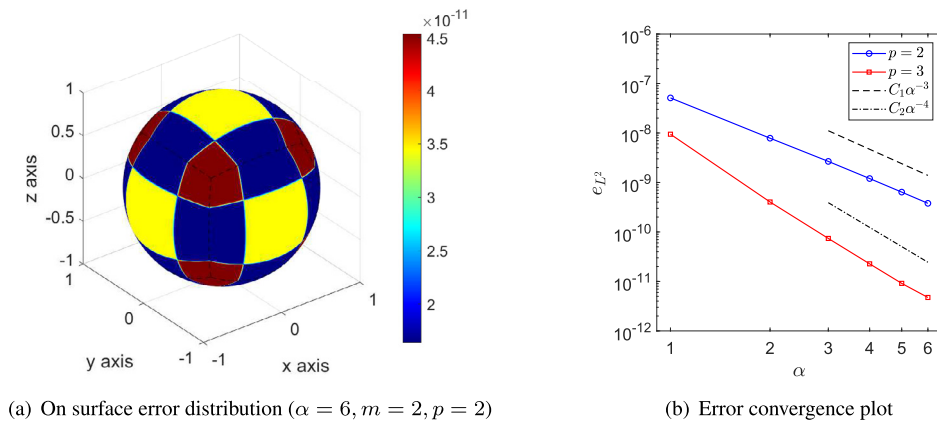 ×10⁻¹¹
4.5
4
3.5
3
2.5
2
1
0.5
0
-0.5
-1
z axis
1
0
-1
y axis
-1
0
1
x axis
(a) On surface error distribution (α = 6, m = 2, p = 2)
10⁻⁶
10⁻⁷
10⁻⁸
10⁻⁹
10⁻¹⁰
10⁻¹¹
10⁻¹²
e_{L²}
p = 2
p = 3
C₁α⁻³
C₂α⁻⁴
1 2 3 4 5 6
α
(b) Error convergence plot